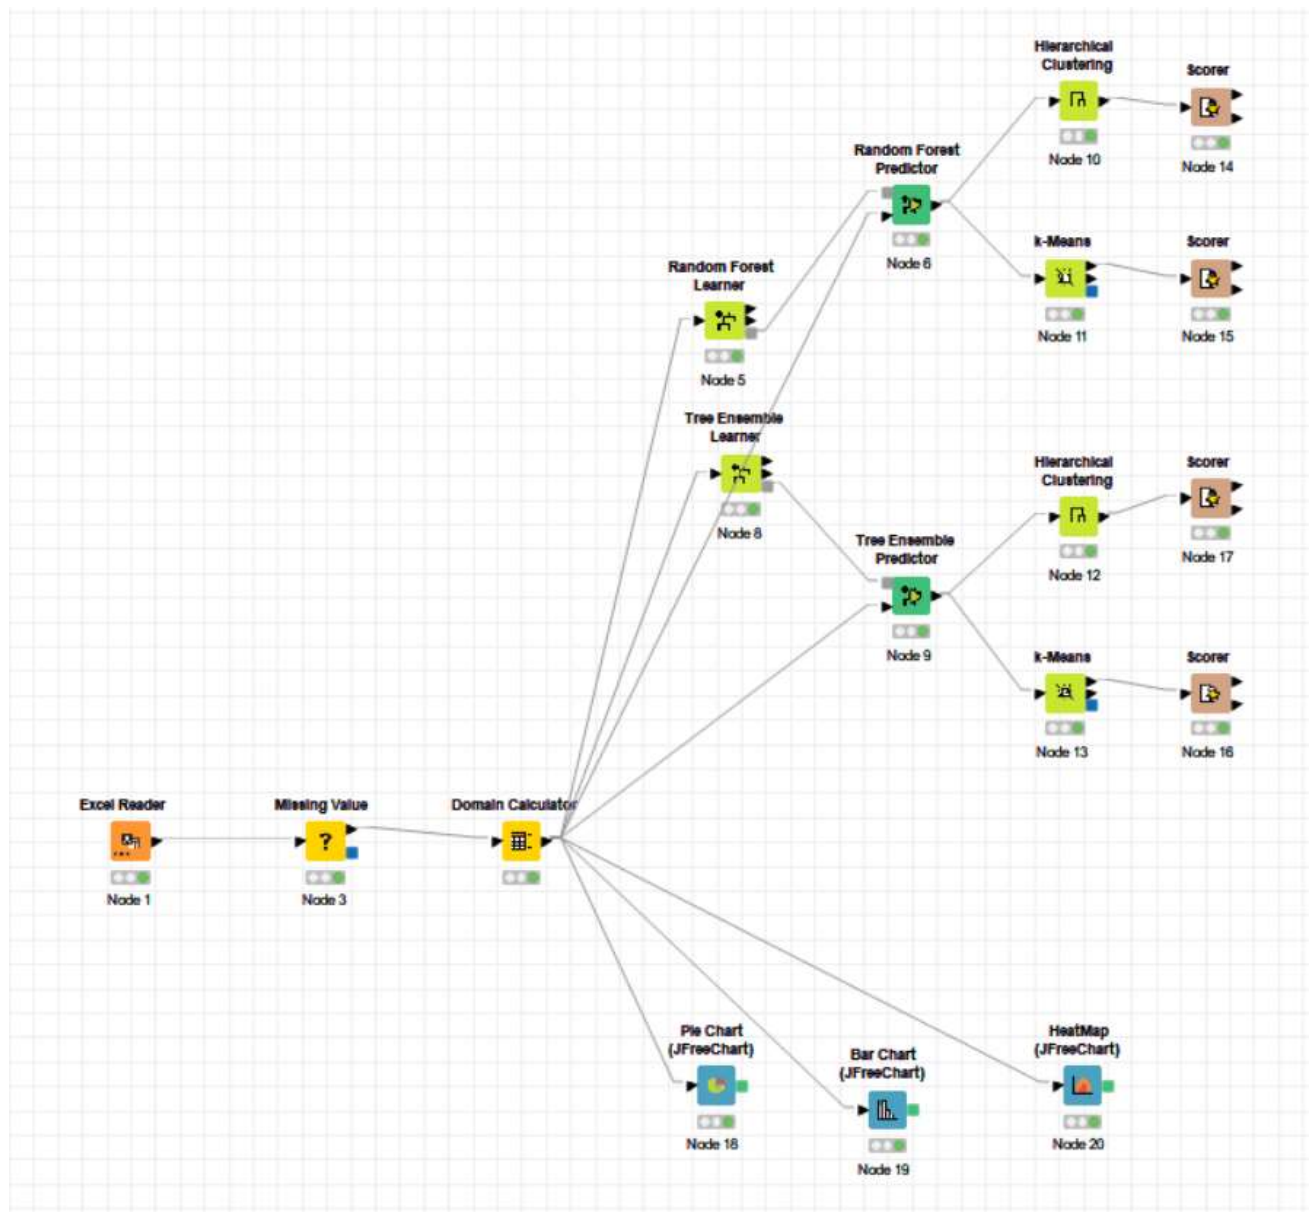 Hierarchical
Clustering
Node 10
Scorer
Node 14
Random Forest
Predictor
Node 6
k-Means
Node 11
Scorer
Node 15
Random Forest
Learner
Node 5
Tree Ensemble
Learner
Node 8
Hierarchical
Clustering
Node 12
Scorer
Node 17
Tree Ensemble
Predictor
Node 9
k-Means
Node 13
Scorer
Node 16
Excel Reader
Node 1
Missing Value
?
Node 3
Domain Calculator
Pie Chart
(JFreeChart)
Node 18
Bar Chart
(JFreeChart)
Node 19
HeatMap
(JFreeChart)
Node 20